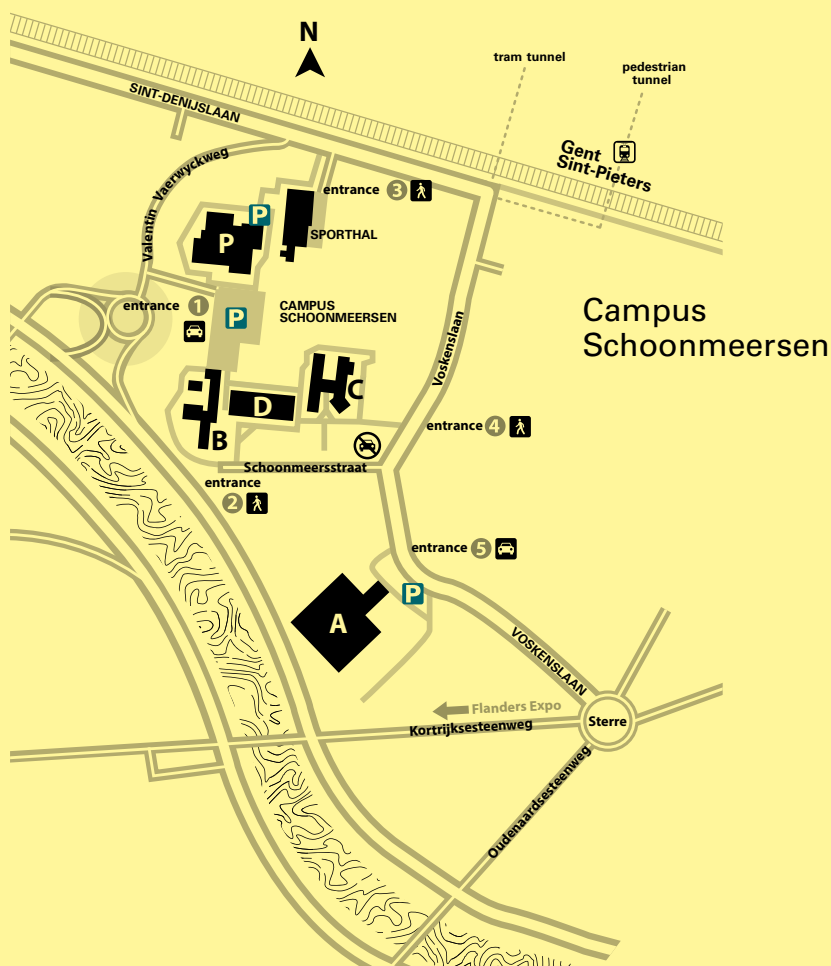 N
tram tunnel
pedestrian
tunnel
SINT-DENIJSLAAN
Gent
Sint-Pieters
Valentin Vaerwyckweg
entrance 3
P
P
SPORTHAL
entrance 1
P
CAMPUS
SCHOONMEERSEN
Campus
Schoonmeersen
Voskenslaan
C
D
B
entrance 4
Schoonmeersstraat
entrance
2
entrance 5
P
A
VOSKENSLAAN
Flanders Expo
Kortrijksesteenweg
Sterre
Oudenaardsesteenweg